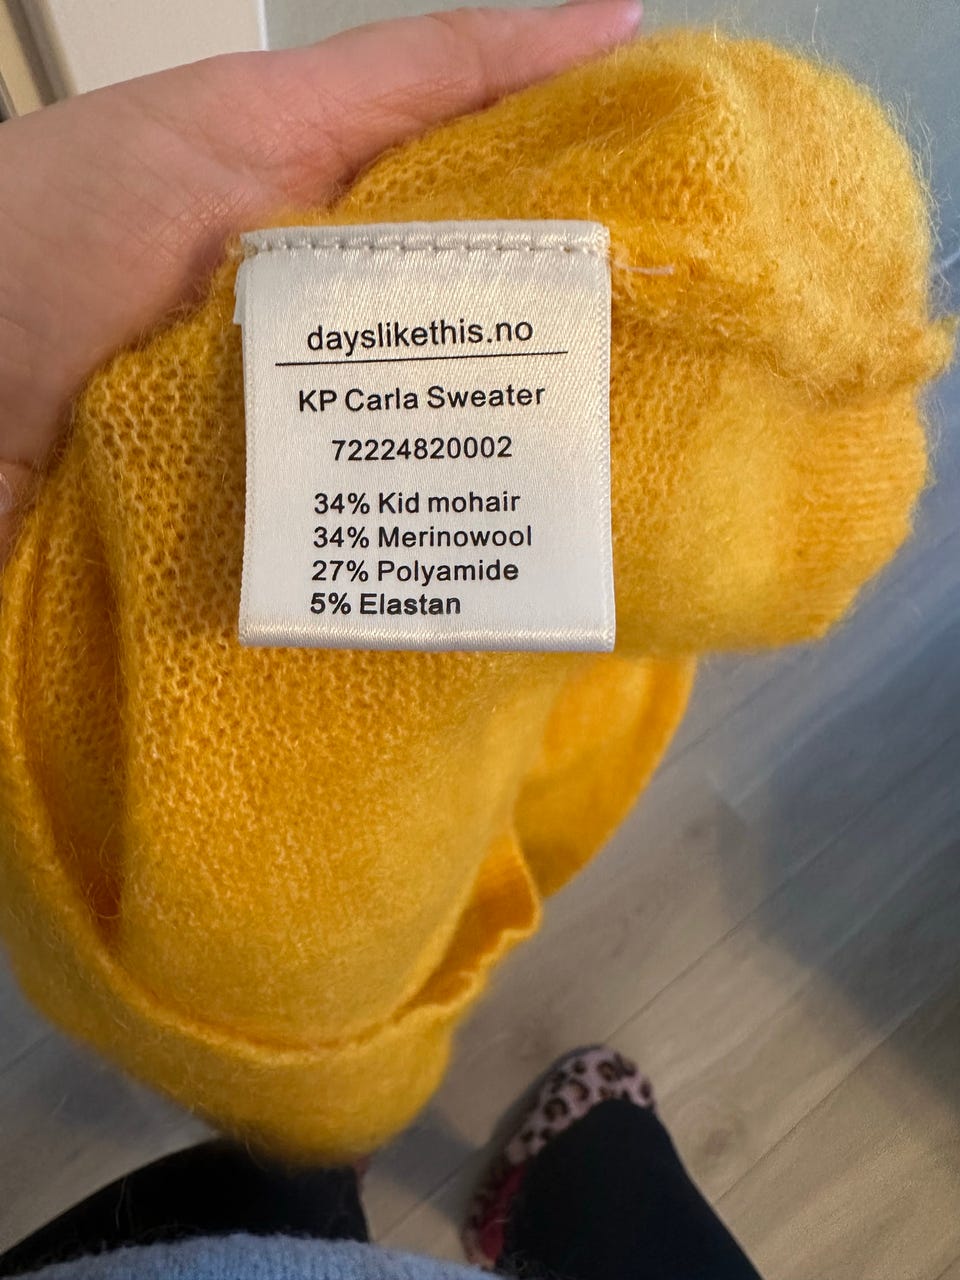 dayslikethis.no
KP Carla Sweater
72224820002
34% Kid mohair
34% Merinowool
27% Polyamide
5% Elastan